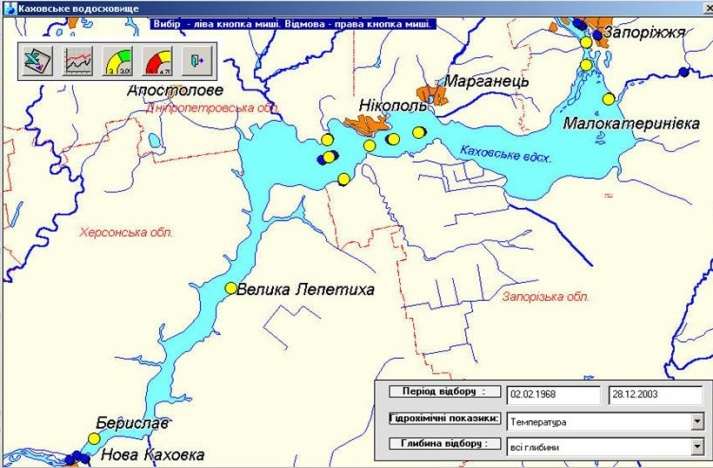 Каховське водосховище
Вибір - ліва кнопка миші. Відмова - права кнопка миші.
Запоріжжя
Апостолове
Марганець
Дніпропетровська обл.
Нікополь
Малокатеринівка
Каховське вдсх.
Херсонська обл.
Велика Лепетиха
Запорізька обл.
Період відбору :
02.02.1968
28.12.2003
Гідрохімічні показики:
Температура
Глибина відбору :
всі глибини
Берислав
Нова Каховка